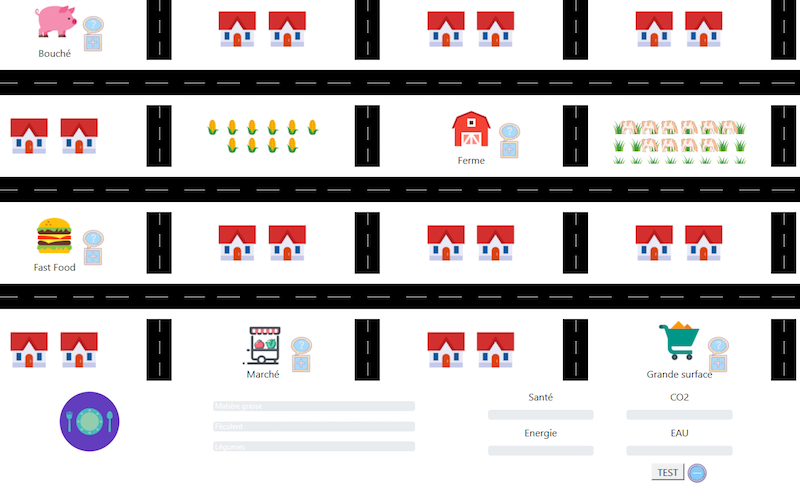 Bouché
Ferme
Fast Food
Marché
Grande surface
Matière grasse
Féculent
Légumes
Santé
CO2
Energie
EAU
TEST